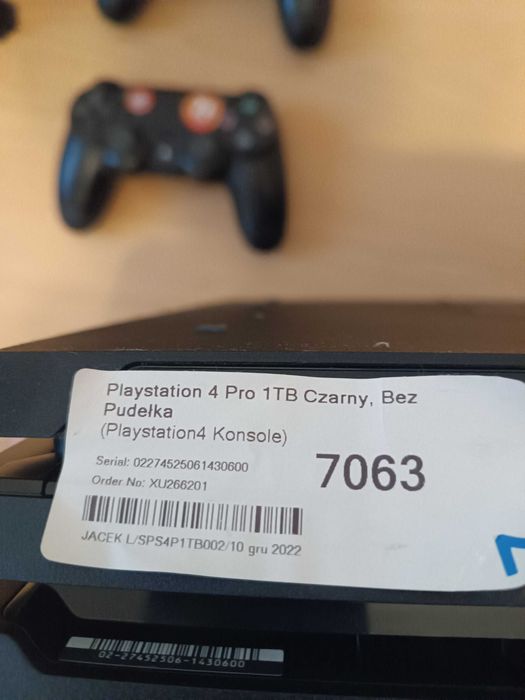 Playstation 4 Pro 1TB Czarny, Bez
Pudełka
(Playstation4 Konsole)
Serial: 02274525061430600
Order No: XU266201
7063
JACEK L/SPS4P1TB002/10 gru 2022
02-27452506-1430600